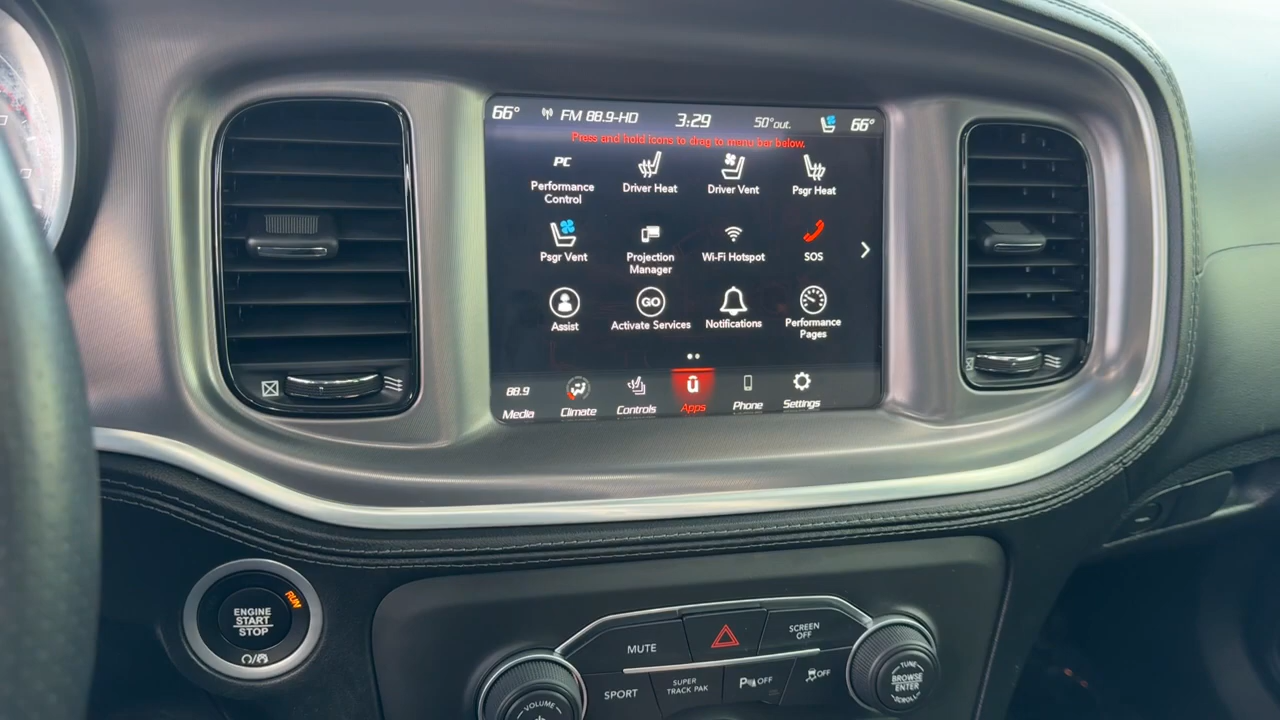 66° FM 88.9-HD 3:29 50°out. 66°
Press and hold icons to drag to menu bar below.
PC
Performance
Control
Driver Heat
Driver Vent
Psgr Heat
Psgr Vent
Projection
Manager
Wi-Fi Hotspot
SOS
Assist
GO
Activate Services
Notifications
Performance
Pages
88.9
Media
Climate
Controls
Apps
Phone
Settings
ENGINE
START
STOP
RUN
MUTE
SCREEN
OFF
VOLUME
SPORT
SUPER
TRACK PAK
OFF
OFF
TUNE
BROWSE
ENTER
SCROLL